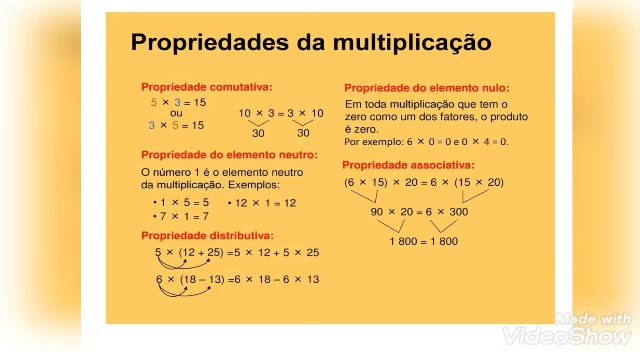 Propriedades da multiplicação
Propriedade comutativa:
5 × 3 = 15
ou
3 × 5 = 15
10 × 3 = 3 × 10
30 30
Propriedade do elemento neutro:
O número 1 é o elemento neutro
da multiplicação. Exemplos:
• 1 × 5 = 5 • 12 × 1 = 12
• 7 × 1 = 7
Propriedade distributiva:
5 × (12 + 25) =5 × 12 + 5 × 25
6 × (18 – 13) =6 × 18 – 6 × 13
Propriedade do elemento nulo:
Em toda multiplicação que tem o
zero como um dos fatores, o produto
é zero.
Por exemplo: 6 × 0 = 0 e 0 × 4 = 0.
Propriedade associativa:
(6 × 15) × 20 = 6 × (15 × 20)
90 × 20 = 6 × 300
1 800 = 1 800
Made with
VideoShow